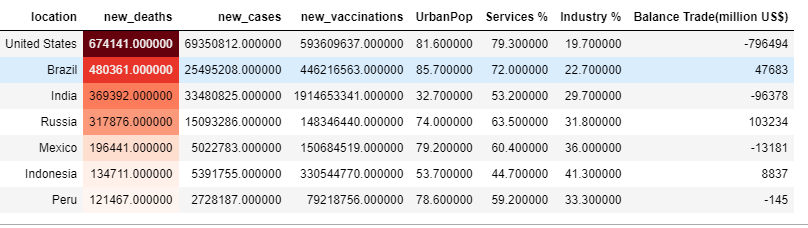 location new_deaths new_cases new_vaccinations UrbanPop Services % Industry % Balance Trade(million US$)
United States 674141.000000 69350812.000000 593609637.000000 81.600000 79.300000 19.700000 -796494
Brazil 480361.000000 25495208.000000 446216563.000000 85.700000 72.000000 22.700000 47683
India 369392.000000 33480825.000000 1914653341.000000 32.700000 53.200000 29.700000 -96378
Russia 317876.000000 15093286.000000 148346440.000000 74.000000 63.500000 31.800000 103234
Mexico 196441.000000 5022783.000000 150684519.000000 79.200000 60.400000 36.000000 -13181
Indonesia 134711.000000 5391755.000000 330544770.000000 53.700000 44.700000 41.300000 8837
Peru 121467.000000 2728187.000000 79218756.000000 78.600000 59.200000 33.300000 -145